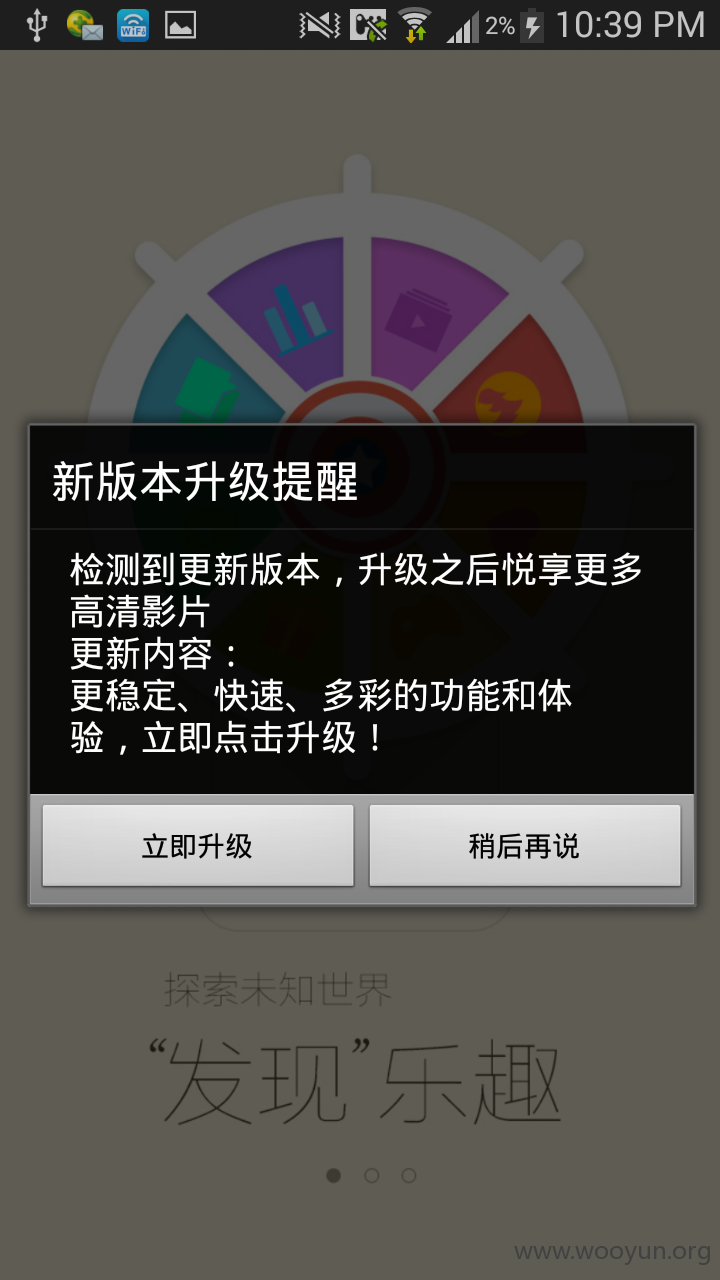 WiFi
2%
10:39 PM
新版本升级提醒
检测到更新版本，升级之后悦享更多
高清影片
更新内容：
更稳定、快速、多彩的功能和体
验，立即点击升级！
立即升级
稍后再说
探索未知世界
“发现”乐趣
www.wooyun.org